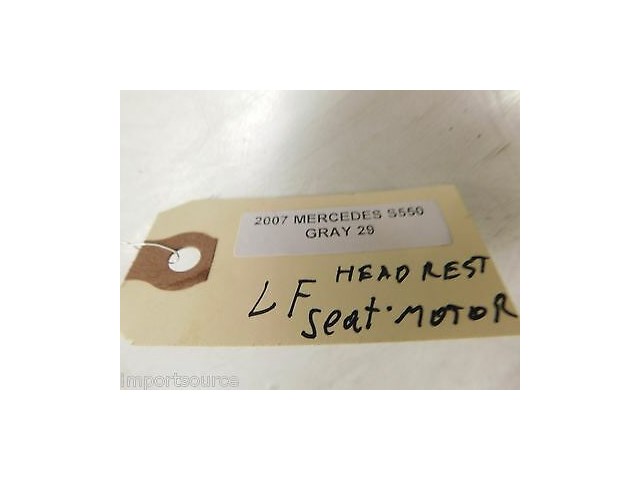 2007 MERCEDES S550
GRAY 29
LF HEAD REST
seat. MOTOR
importsource